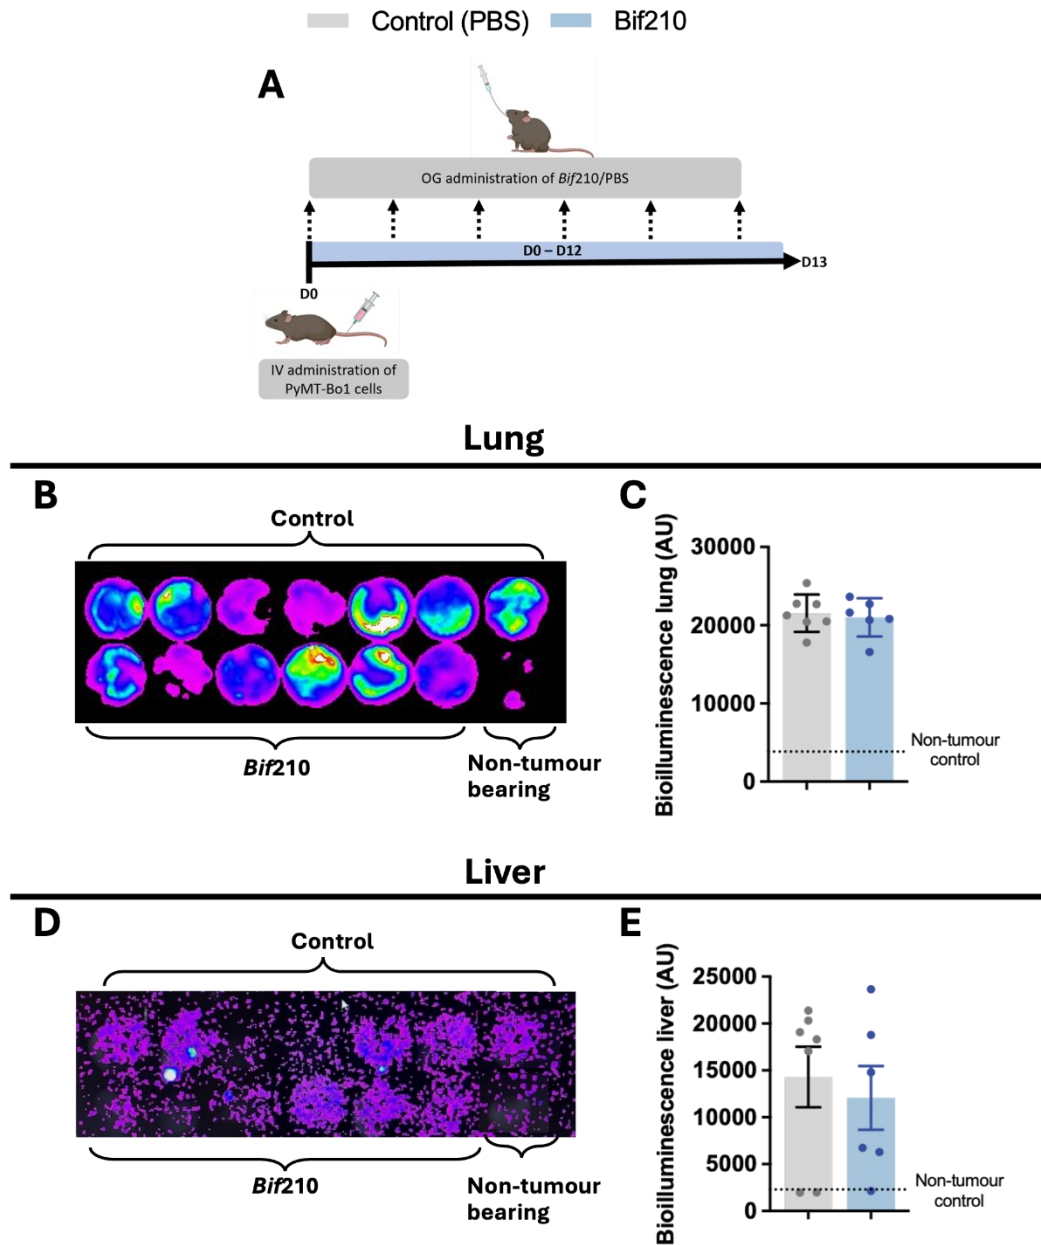 Control (PBS) Bif210
A
OG administration of Bif210/PBS
D0 – D12
D13
D0
IV administration of
PyMT-Bo1 cells
Lung
B
Control
Bif210
Non-tumour
bearing
C
Bioilluminescence lung (AU)
30000
20000
10000
0
Non-tumour
control
Liver
D
Control
Bif210
Non-tumour
bearing
E
Bioilluminescence liver (AU)
25000
20000
15000
10000
5000
0
Non-tumour
control